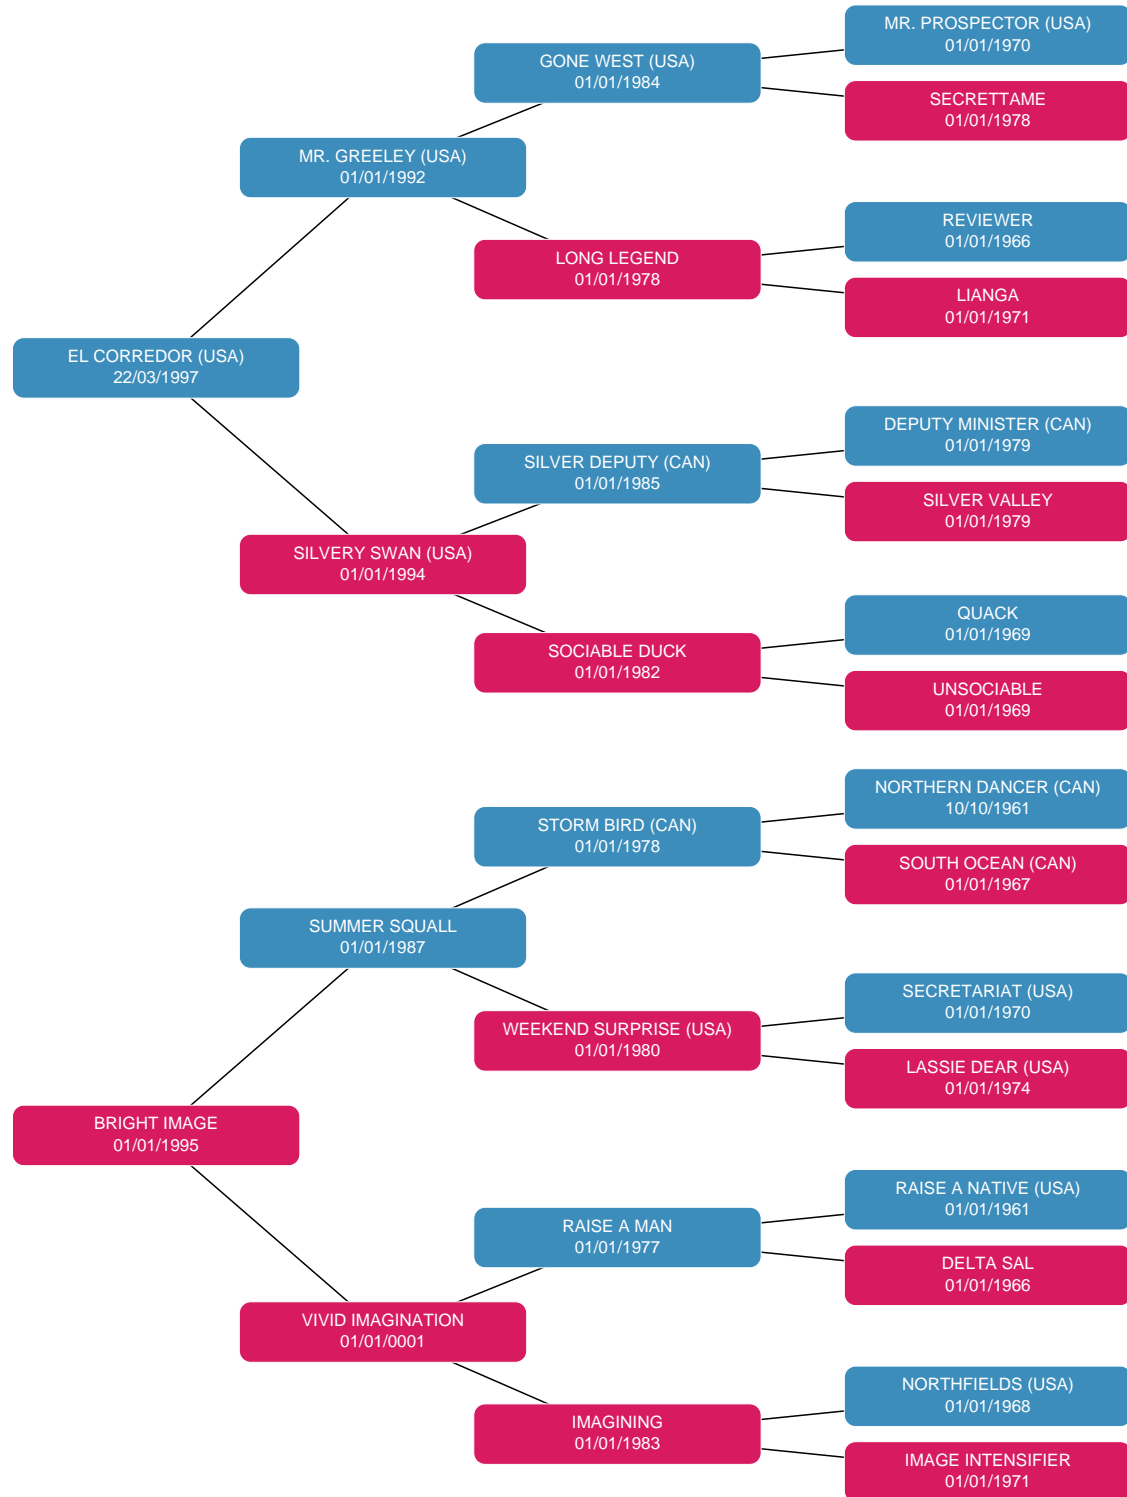 MR. PROSPECTOR (USA)
01/01/1970
GONE WEST (USA)
01/01/1984
SECRETTAME
01/01/1978
MR. GREELEY (USA)
01/01/1992
REVIEWER
01/01/1966
LONG LEGEND
01/01/1978
LIANGA
01/01/1971
EL CORREDOR (USA)
22/03/1997
DEPUTY MINISTER (CAN)
01/01/1979
SILVER DEPUTY (CAN)
01/01/1985
SILVER VALLEY
01/01/1979
SILVERY SWAN (USA)
01/01/1994
QUACK
01/01/1969
SOCIABLE DUCK
01/01/1982
UNSOCIABLE
01/01/1969
NORTHERN DANCER (CAN)
10/10/1961
STORM BIRD (CAN)
01/01/1978
SOUTH OCEAN (CAN)
01/01/1967
SUMMER SQUALL
01/01/1987
SECRETARIAT (USA)
01/01/1970
WEEKEND SURPRISE (USA)
01/01/1980
LASSIE DEAR (USA)
01/01/1974
BRIGHT IMAGE
01/01/1995
RAISE A NATIVE (USA)
01/01/1961
RAISE A MAN
01/01/1977
DELTA SAL
01/01/1966
VIVID IMAGINATION
01/01/0001
NORTHFIELDS (USA)
01/01/1968
IMAGINING
01/01/1983
IMAGE INTENSIFIER
01/01/1971